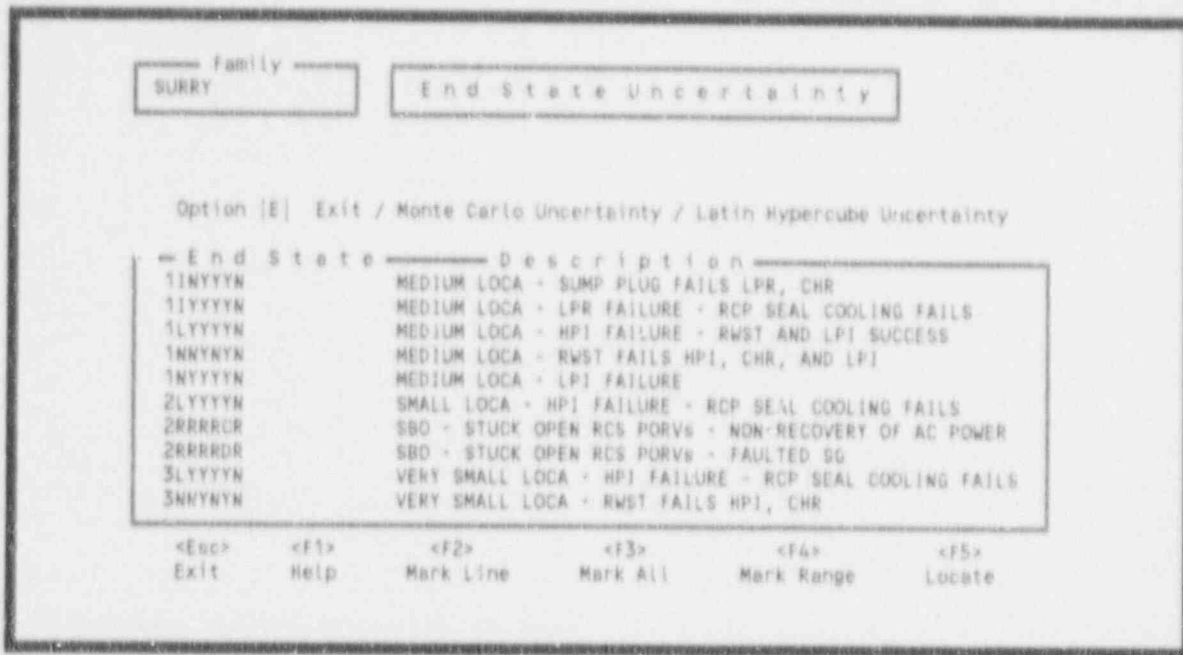 Family
SURRY
End State Uncertainty
Option [E] Exit / Monte Carlo Uncertainty / Latin Hypercube Uncertainty
End State Description
1INYYYN MEDIUM LOCA - SUMP PLUG FAILS LPR, CHR
1IYYYYN MEDIUM LOCA - LPR FAILURE - RCP SEAL COOLING FAILS
1LYYYYN MEDIUM LOCA - HPI FAILURE - RWST AND LPI SUCCESS
1NNYNYN MEDIUM LOCA - RWST FAILS HPI, CHR, AND LPI
1NYYYYN MEDIUM LOCA - LPI FAILURE
2LYYYYN SMALL LOCA - HPI FAILURE - RCP SEAL COOLING FAILS
2RRRRCR SBO - STUCK OPEN RCS PORVs - NON-RECOVERY OF AC POWER
2RRRRDR SBO - STUCK OPEN RCS PORVs - FAULTED SG
3LYYYYN VERY SMALL LOCA - HPI FAILURE - RCP SEAL COOLING FAILS
3NNYNYN VERY SMALL LOCA - RWST FAILS HPI, CHR
<Esc> <F1> <F2> <F3> <F4> <F5>
Exit Help Mark Line Mark All Mark Range Locate